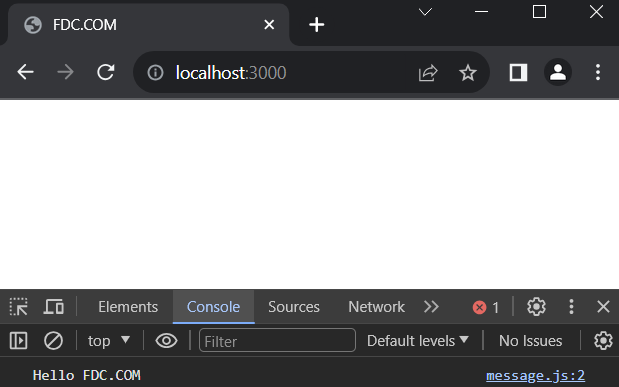 FDC.COM
localhost:3000
Elements Console Sources Network 1
top Filter Default levels No Issues
Hello FDC.COM message.js:2